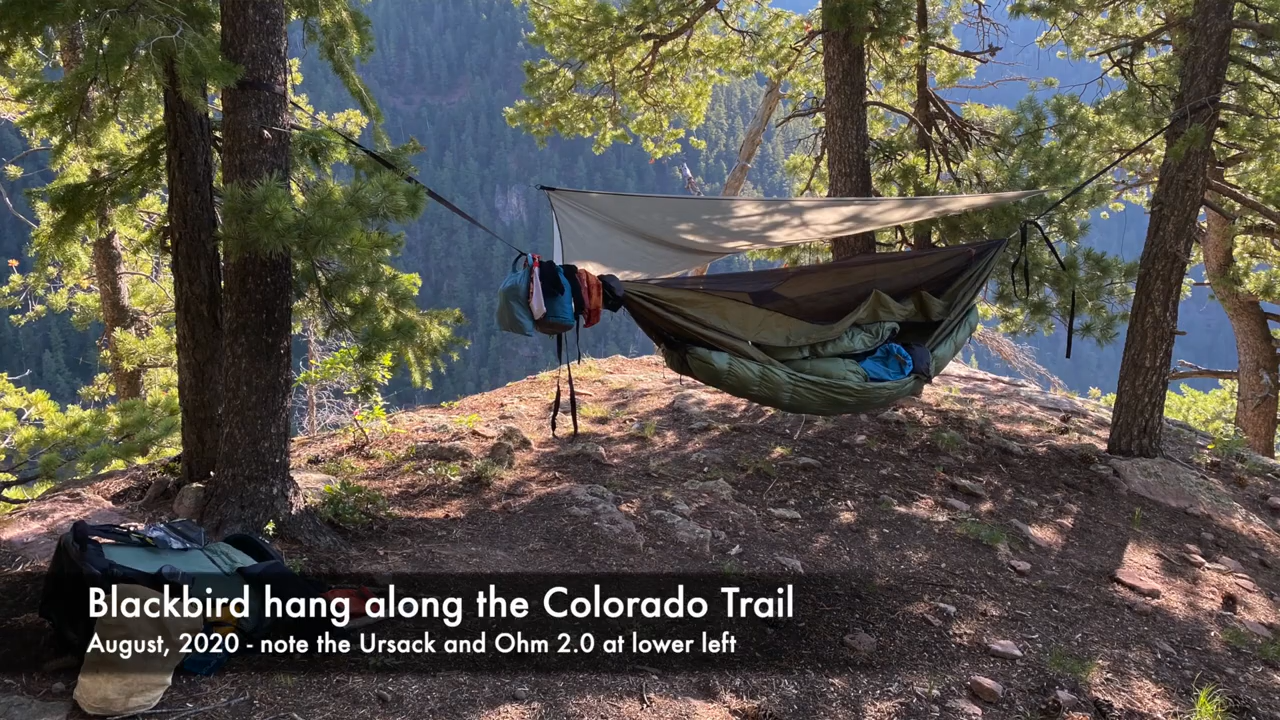 Blackbird hang along the Colorado Trail
August, 2020 - note the Ursack and Ohm 2.0 at lower left